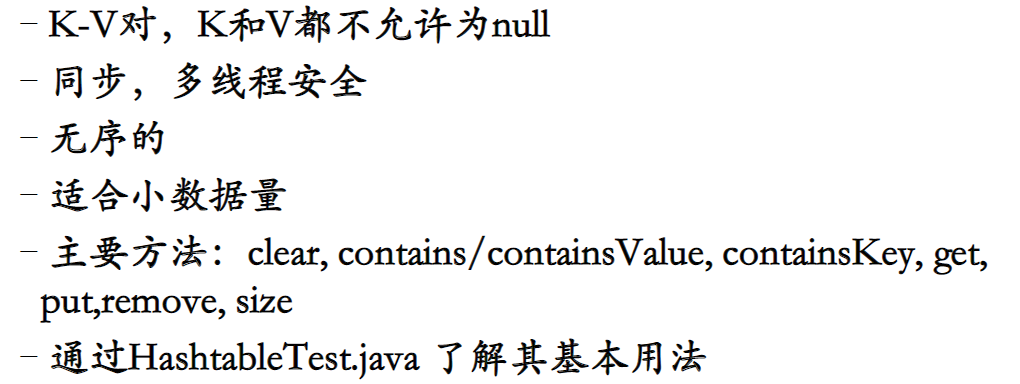 – K-V对，K和V都不允许为null
– 同步，多线程安全
– 无序的
– 适合小数据量
– 主要方法：clear, contains/containsValue, containsKey, get,
put,remove, size
– 通过HashtableTest.java 了解其基本用法